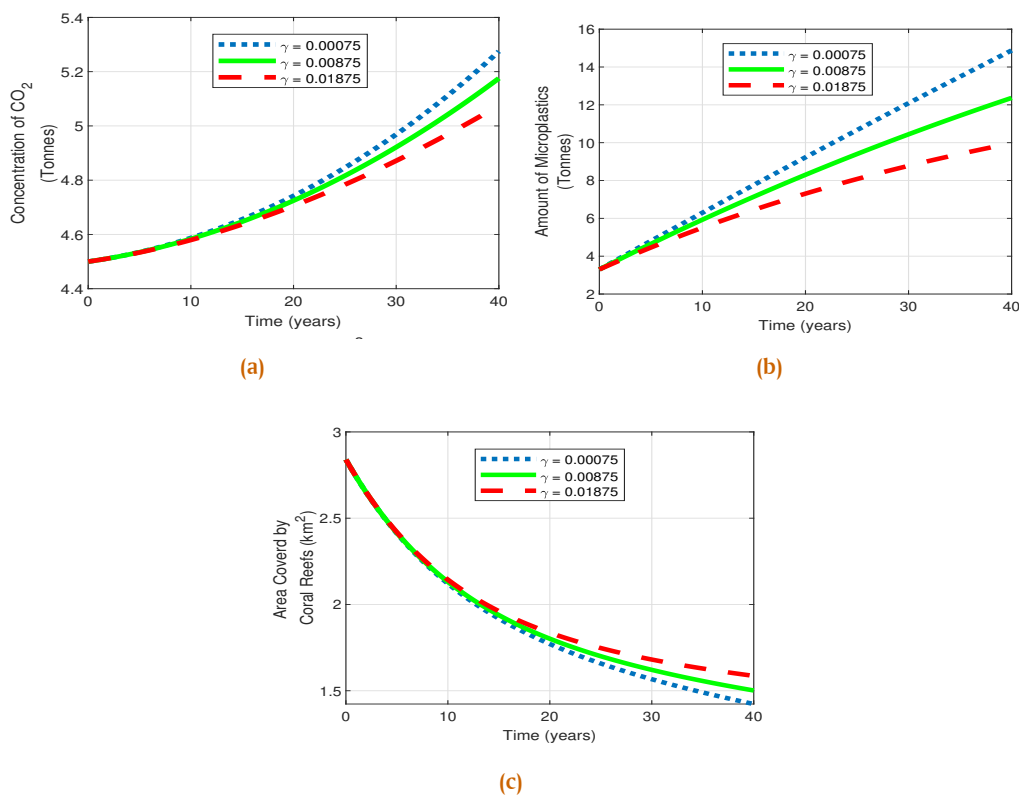 5.4
5.2
5
4.8
4.6
4.4
Concentration of CO2
(Tonnes)
γ = 0.00075
γ = 0.00875
γ = 0.01875
0 10 20 30 40
Time (years)
(a)
16
14
12
10
8
6
4
2
Amount of Microplastics
(Tonnes)
γ = 0.00075
γ = 0.00875
γ = 0.01875
0 10 20 30 40
Time (years)
(b)
3
2.5
2
1.5
Area Coverd by
Coral Reefs (km2)
γ = 0.00075
γ = 0.00875
γ = 0.01875
0 10 20 30 40
Time (years)
(c)